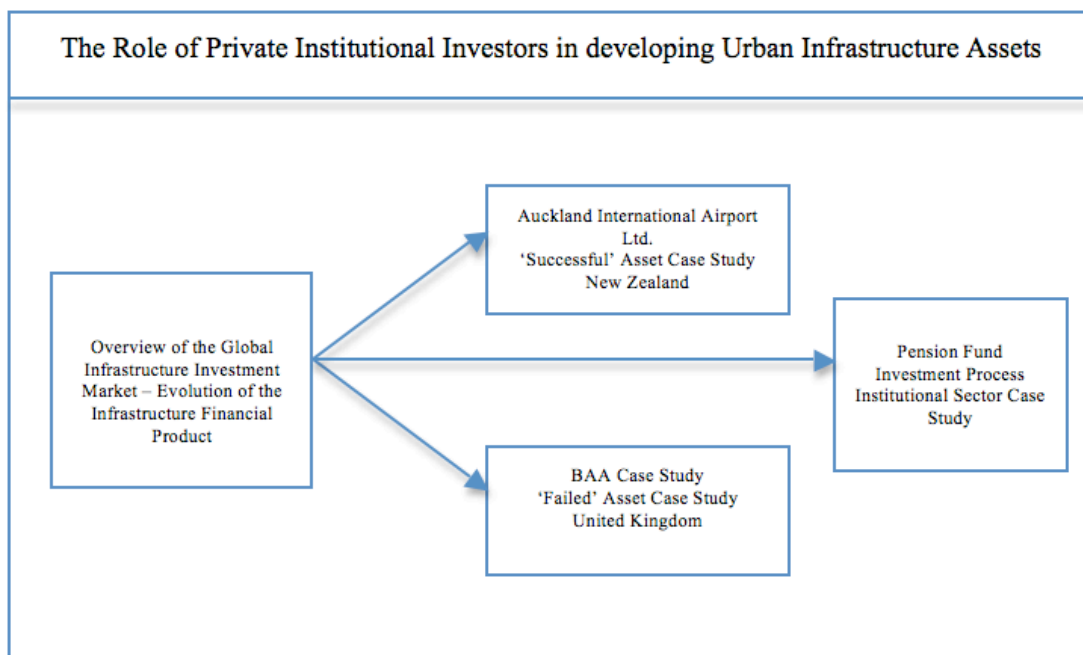 The Role of Private Institutional Investors in developing Urban Infrastructure Assets
Auckland International Airport
Ltd.
‘Successful’ Asset Case Study
New Zealand
Overview of the Global
Infrastructure Investment
Market – Evolution of the
Infrastructure Financial
Product
Pension Fund
Investment Process
Institutional Sector Case
Study
BAA Case Study
‘Failed’ Asset Case Study
United Kingdom